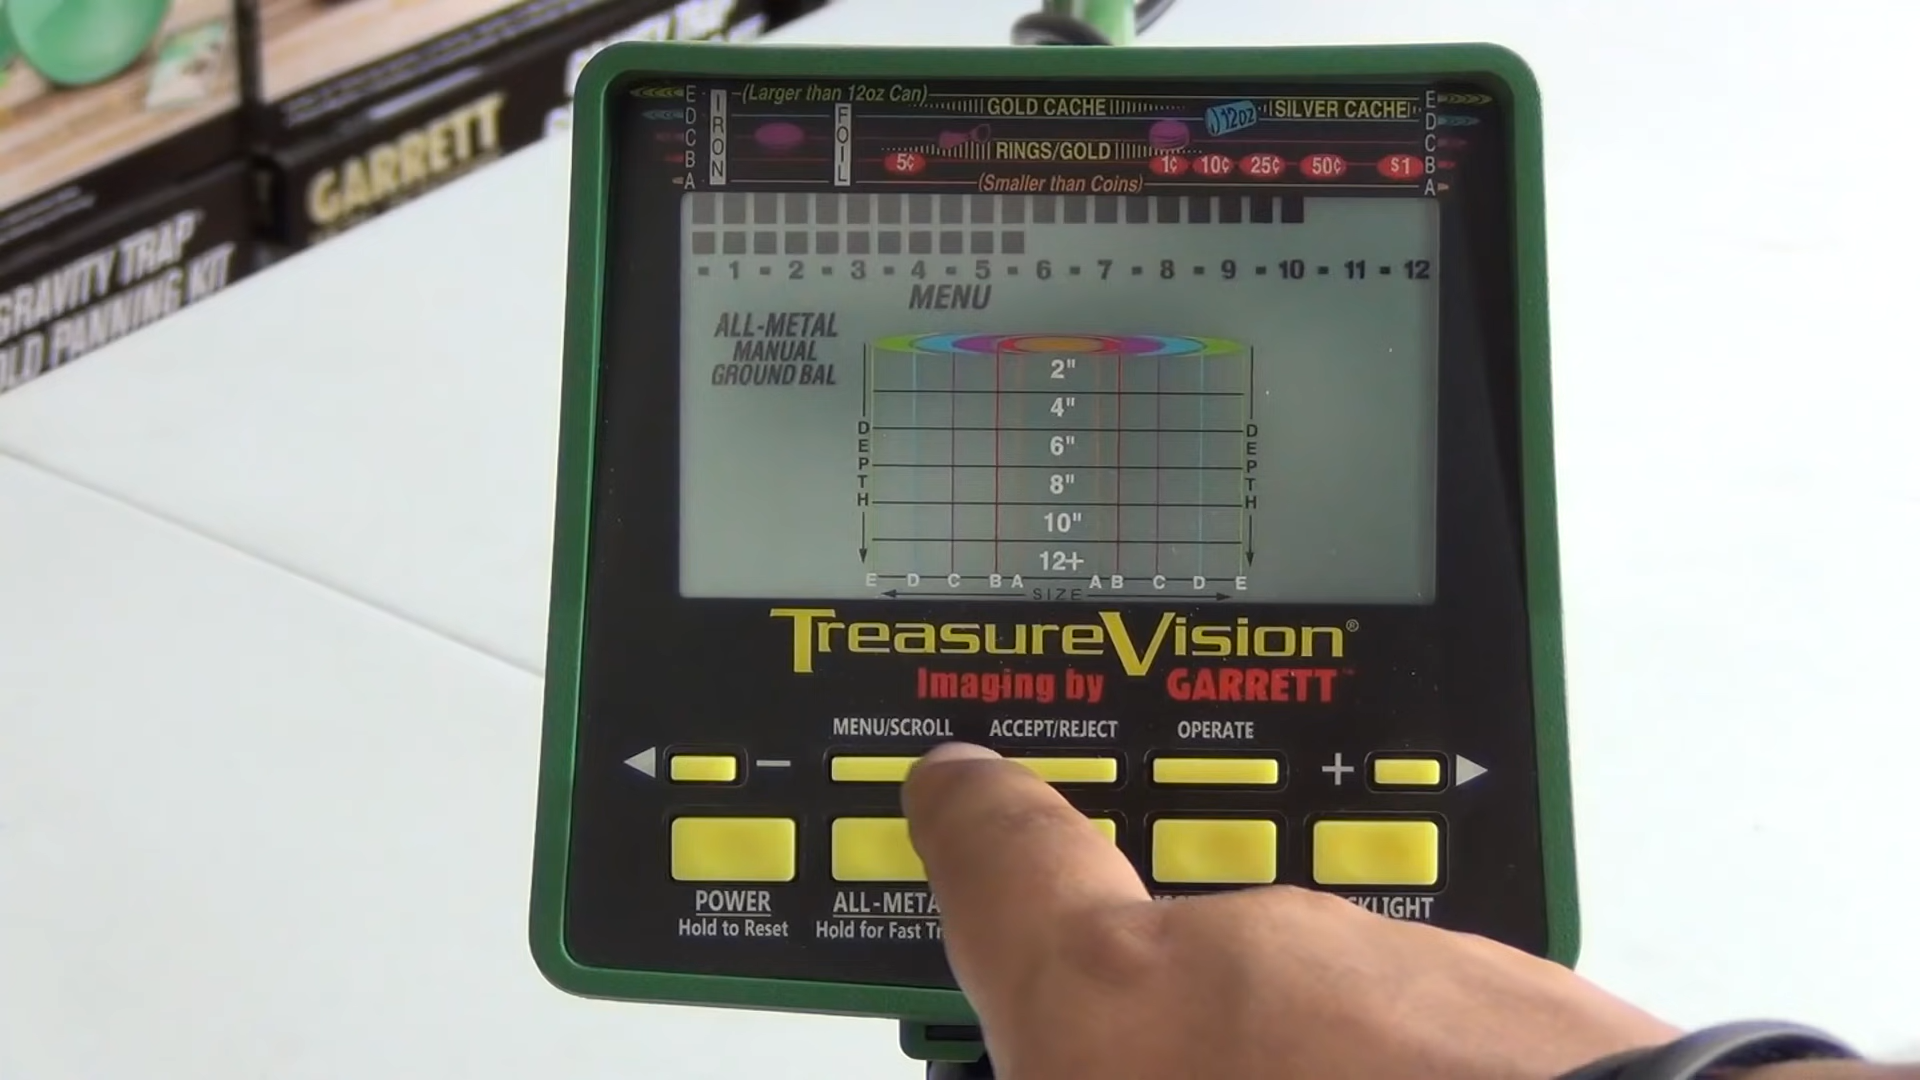 GARRETT
GRAVITY TRAP
GOLD PANNING KIT
E (Larger than 12oz Can) GOLD CACHE 12oz SILVER CACHE E
D D
C C
B B
A A
IRON
FOIL
RINGS/GOLD
5¢ 1¢ 10¢ 25¢ 50¢ $1
(Smaller than Coins)
1 2 3 4 5 6 7 8 9 10 11 12
MENU
ALL-METAL
MANUAL
GROUND BAL
2"
4"
6"
8"
10"
12+
DEPTH
DEPTH
E D C B A A B C D E
SIZE
TREASUREVISION®
Imaging by GARRETT™
MENU/SCROLL ACCEPT/REJECT OPERATE
− +
POWER
Hold to Reset
ALL-META
Hold for Fast Tr
CKLIGHT